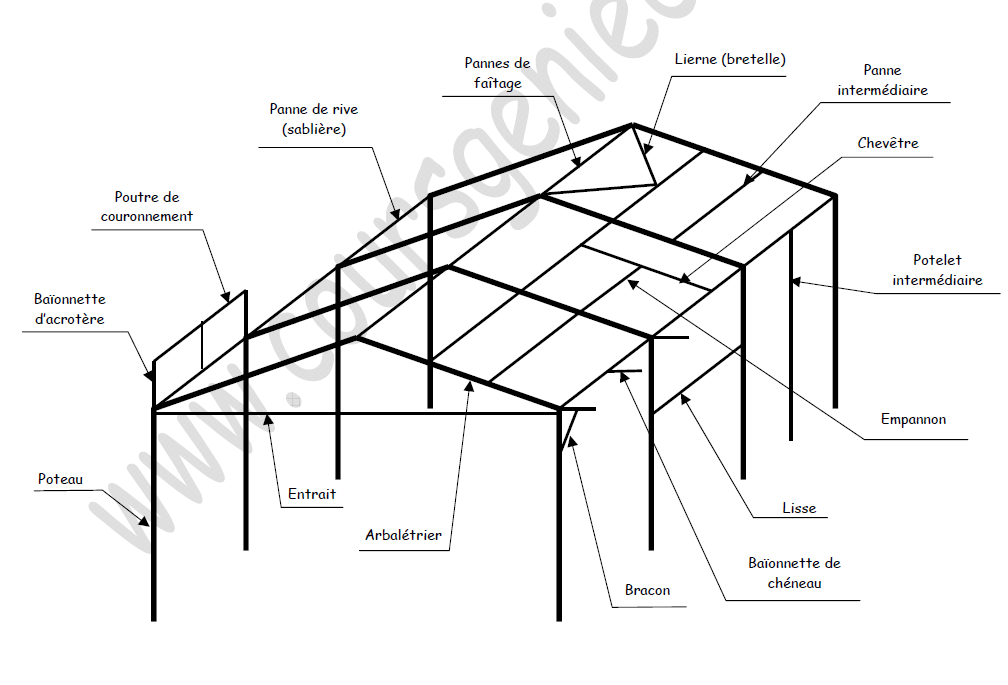 Lierne (bretelle)
Pannes de
faîtage
Panne
intermédiaire
Panne de rive
(sablière)
Chevêtre
Poutre de
couronnement
Potelet
intermédiaire
Baïonnette
d'acrotère
Empannon
Poteau
Entrait
Lisse
Arbalétrier
Baïonnette de
chéneau
Bracon
www.coursgenie